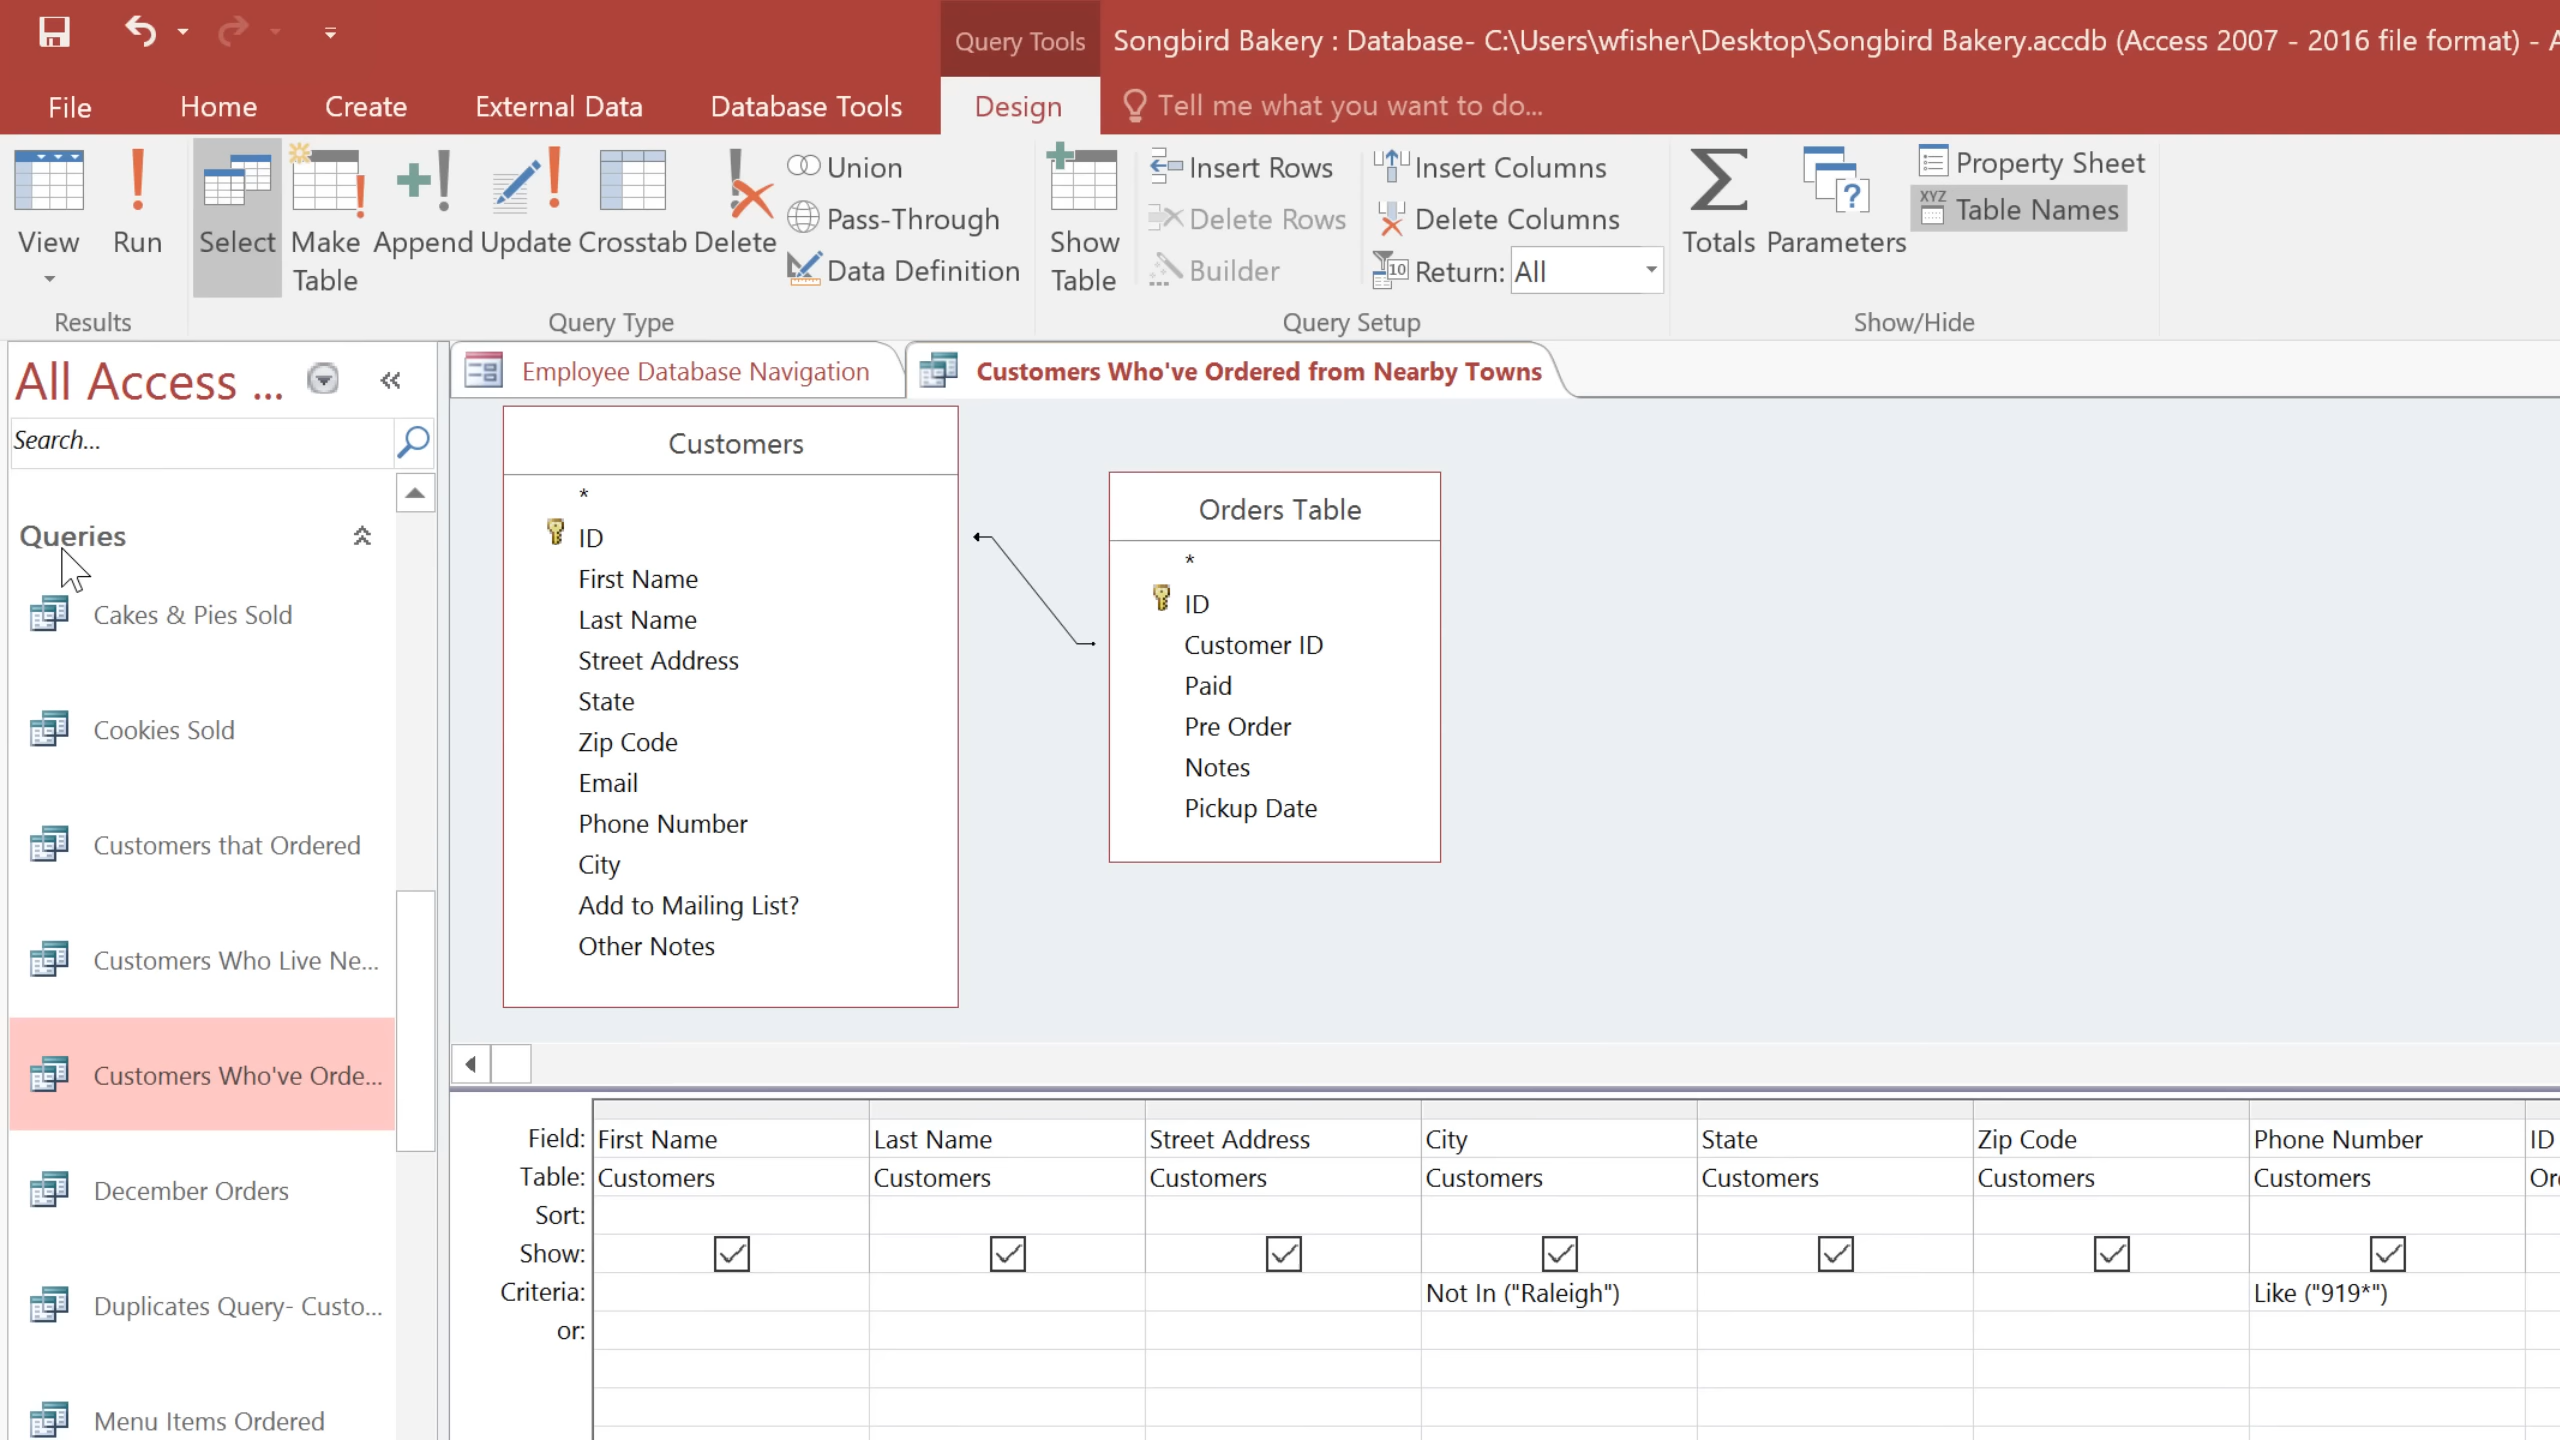 Query Tools
Songbird Bakery : Database- C:\Users\wfisher\Desktop\Songbird Bakery.accdb (Access 2007 - 2016 file format) - A
File Home Create External Data Database Tools Design Tell me what you want to do...
View
Run
Select
Make Table
Append
Update
Crosstab
Delete
Union
Pass-Through
Data Definition
Show Table
Insert Rows
Delete Rows
Builder
Insert Columns
Delete Columns
10 Return: All
Totals
Parameters
?
Property Sheet
XYZ Table Names
Results
Query Type
Query Setup
Show/Hide
All Access ...
Search...
Queries
Cakes & Pies Sold
Cookies Sold
Customers that Ordered
Customers Who Live Ne...
Customers Who've Orde...
December Orders
Duplicates Query- Custo...
Menu Items Ordered
Employee Database Navigation
Customers Who've Ordered from Nearby Towns
Customers
*
ID
First Name
Last Name
Street Address
State
Zip Code
Email
Phone Number
City
Add to Mailing List?
Other Notes
Orders Table
*
ID
Customer ID
Paid
Pre Order
Notes
Pickup Date
Field: First Name Last Name Street Address City State Zip Code Phone Number ID
Table: Customers Customers Customers Customers Customers Customers Customers Or
Sort:
Show:
Criteria: Not In ("Raleigh") Like ("919*")
or: